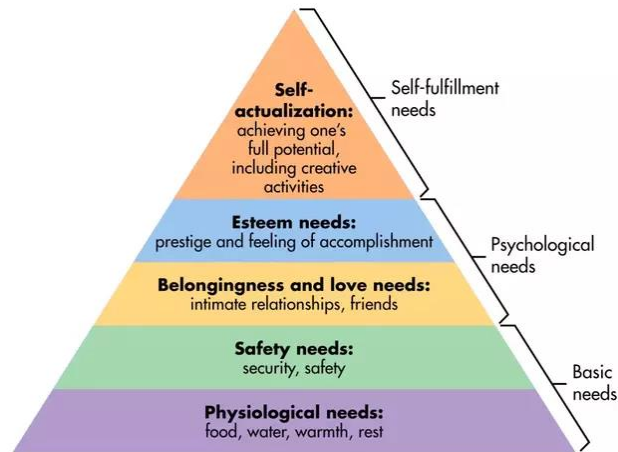 Self-
actualization:
achieving one's
full potential,
including creative
activities
Self-fulfillment
needs
Esteem needs:
prestige and feeling of accomplishment
Belongingness and love needs:
intimate relationships, friends
Psychological
needs
Safety needs:
security, safety
Physiological needs:
food, water, warmth, rest
Basic
needs